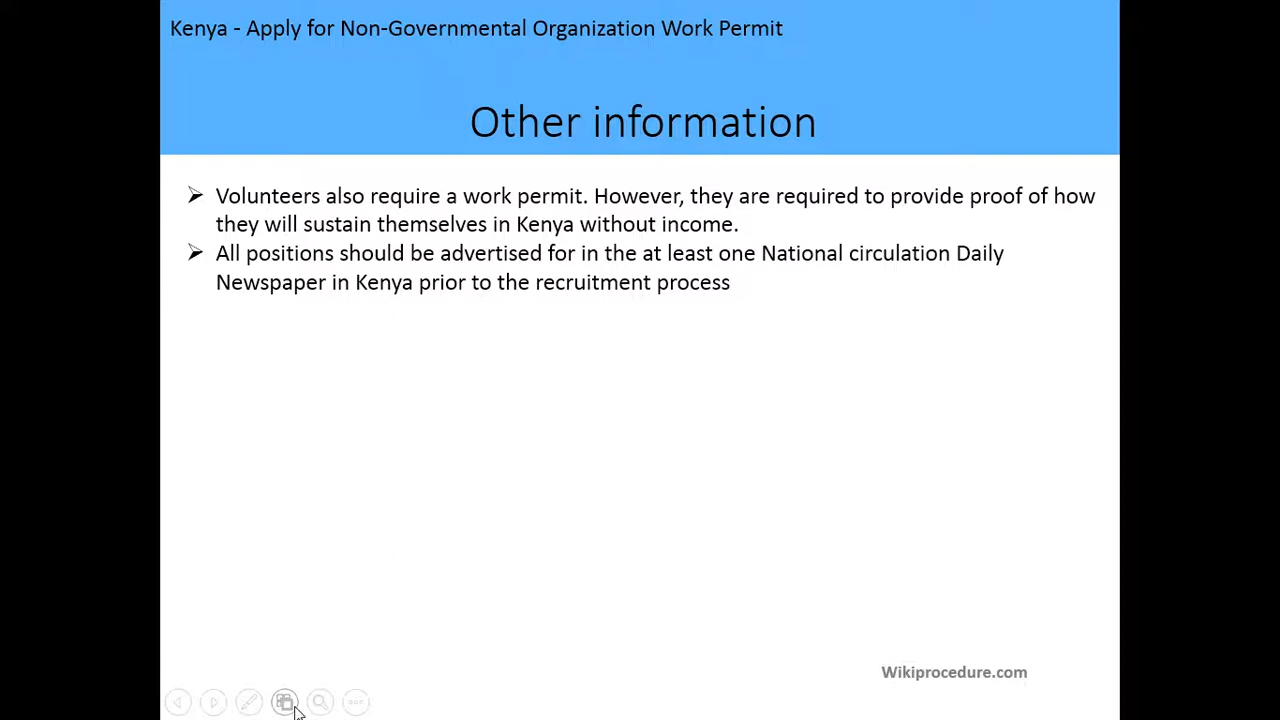 Kenya - Apply for Non-Governmental Organization Work Permit
Other information
Volunteers also require a work permit. However, they are required to provide proof of how
they will sustain themselves in Kenya without income.
All positions should be advertised for in the at least one National circulation Daily
Newspaper in Kenya prior to the recruitment process
Wikiprocedure.com